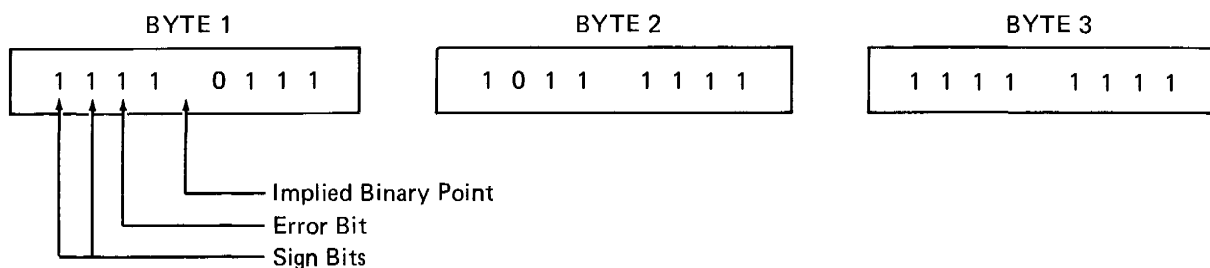 BYTE 1 BYTE 2 BYTE 3
1 1 1 1 0 1 1 1 1 0 1 1 1 1 1 1 1 1 1 1 1 1 1 1
Implied Binary Point
Error Bit
Sign Bits